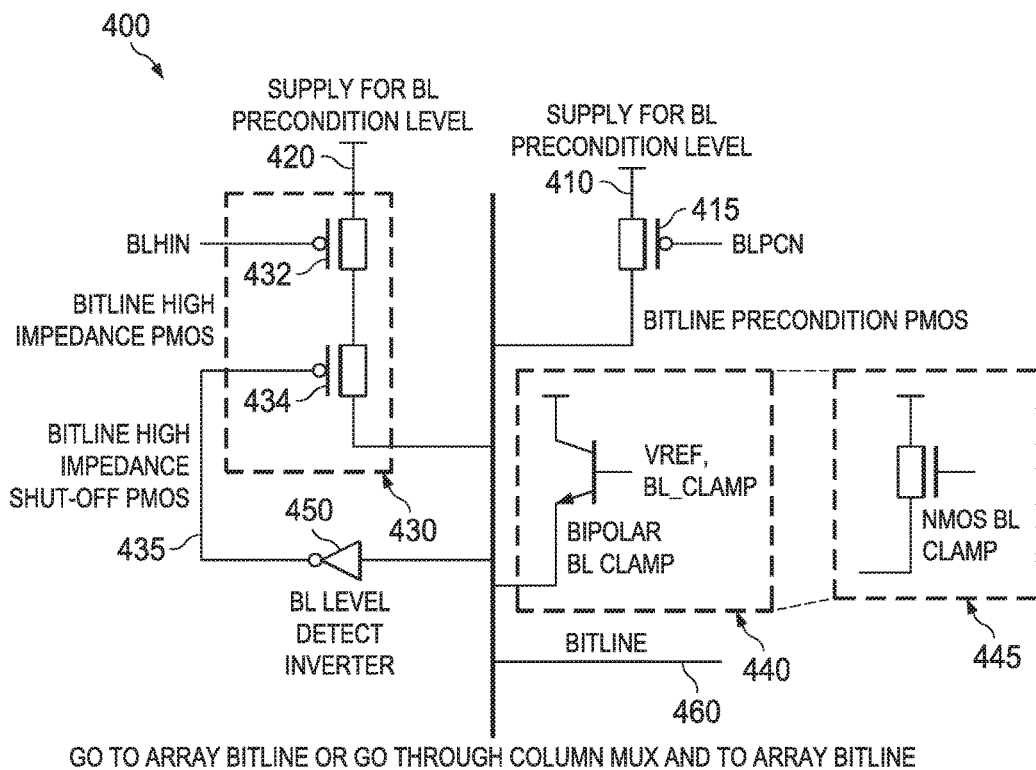 400
SUPPLY FOR BL
PRECONDITION LEVEL
420
SUPPLY FOR BL
PRECONDITION LEVEL
410
415
BLHIN
432
BLPCN
BITLINE HIGH
IMPEDANCE PMOS
BITLINE PRECONDITION PMOS
434
BITLINE HIGH
IMPEDANCE
SHUT-OFF PMOS
VREF,
BL_CLAMP
450
430
BIPOLAR
BL CLAMP
NMOS BL
CLAMP
435
BL LEVEL
DETECT
INVERTER
BITLINE
440
445
460
GO TO ARRAY BITLINE OR GO THROUGH COLUMN MUX AND TO ARRAY BITLINE